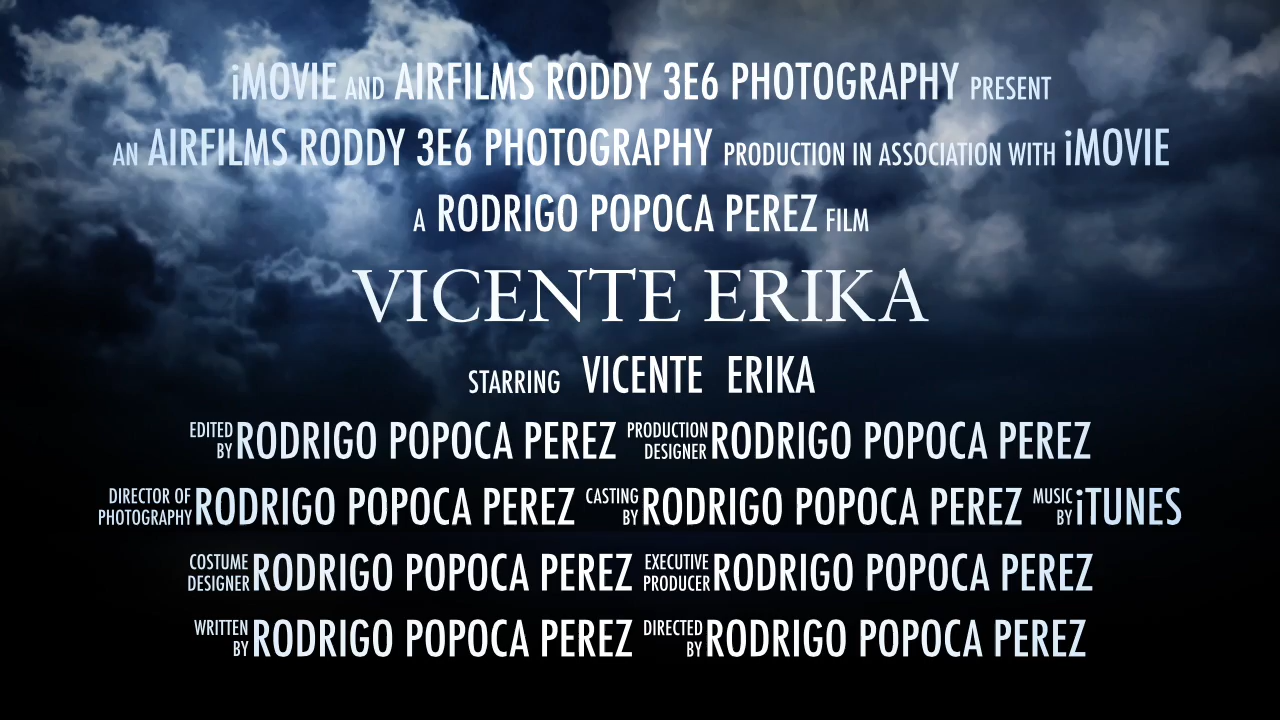 iMOVIE AND AIRFILMS RODDY 3E6 PHOTOGRAPHY PRESENT
AN AIRFILMS RODDY 3E6 PHOTOGRAPHY PRODUCTION IN ASSOCIATION WITH iMOVIE
A RODRIGO POPOCA PEREZ FILM
VICENTE ERIKA
STARRING VICENTE ERIKA
EDITED BY RODRIGO POPOCA PEREZ PRODUCTION DESIGNER RODRIGO POPOCA PEREZ
DIRECTOR OF PHOTOGRAPHY RODRIGO POPOCA PEREZ CASTING BY RODRIGO POPOCA PEREZ MUSIC BY iTUNES
COSTUME DESIGNER RODRIGO POPOCA PEREZ EXECUTIVE PRODUCER RODRIGO POPOCA PEREZ
WRITTEN BY RODRIGO POPOCA PEREZ DIRECTED BY RODRIGO POPOCA PEREZ